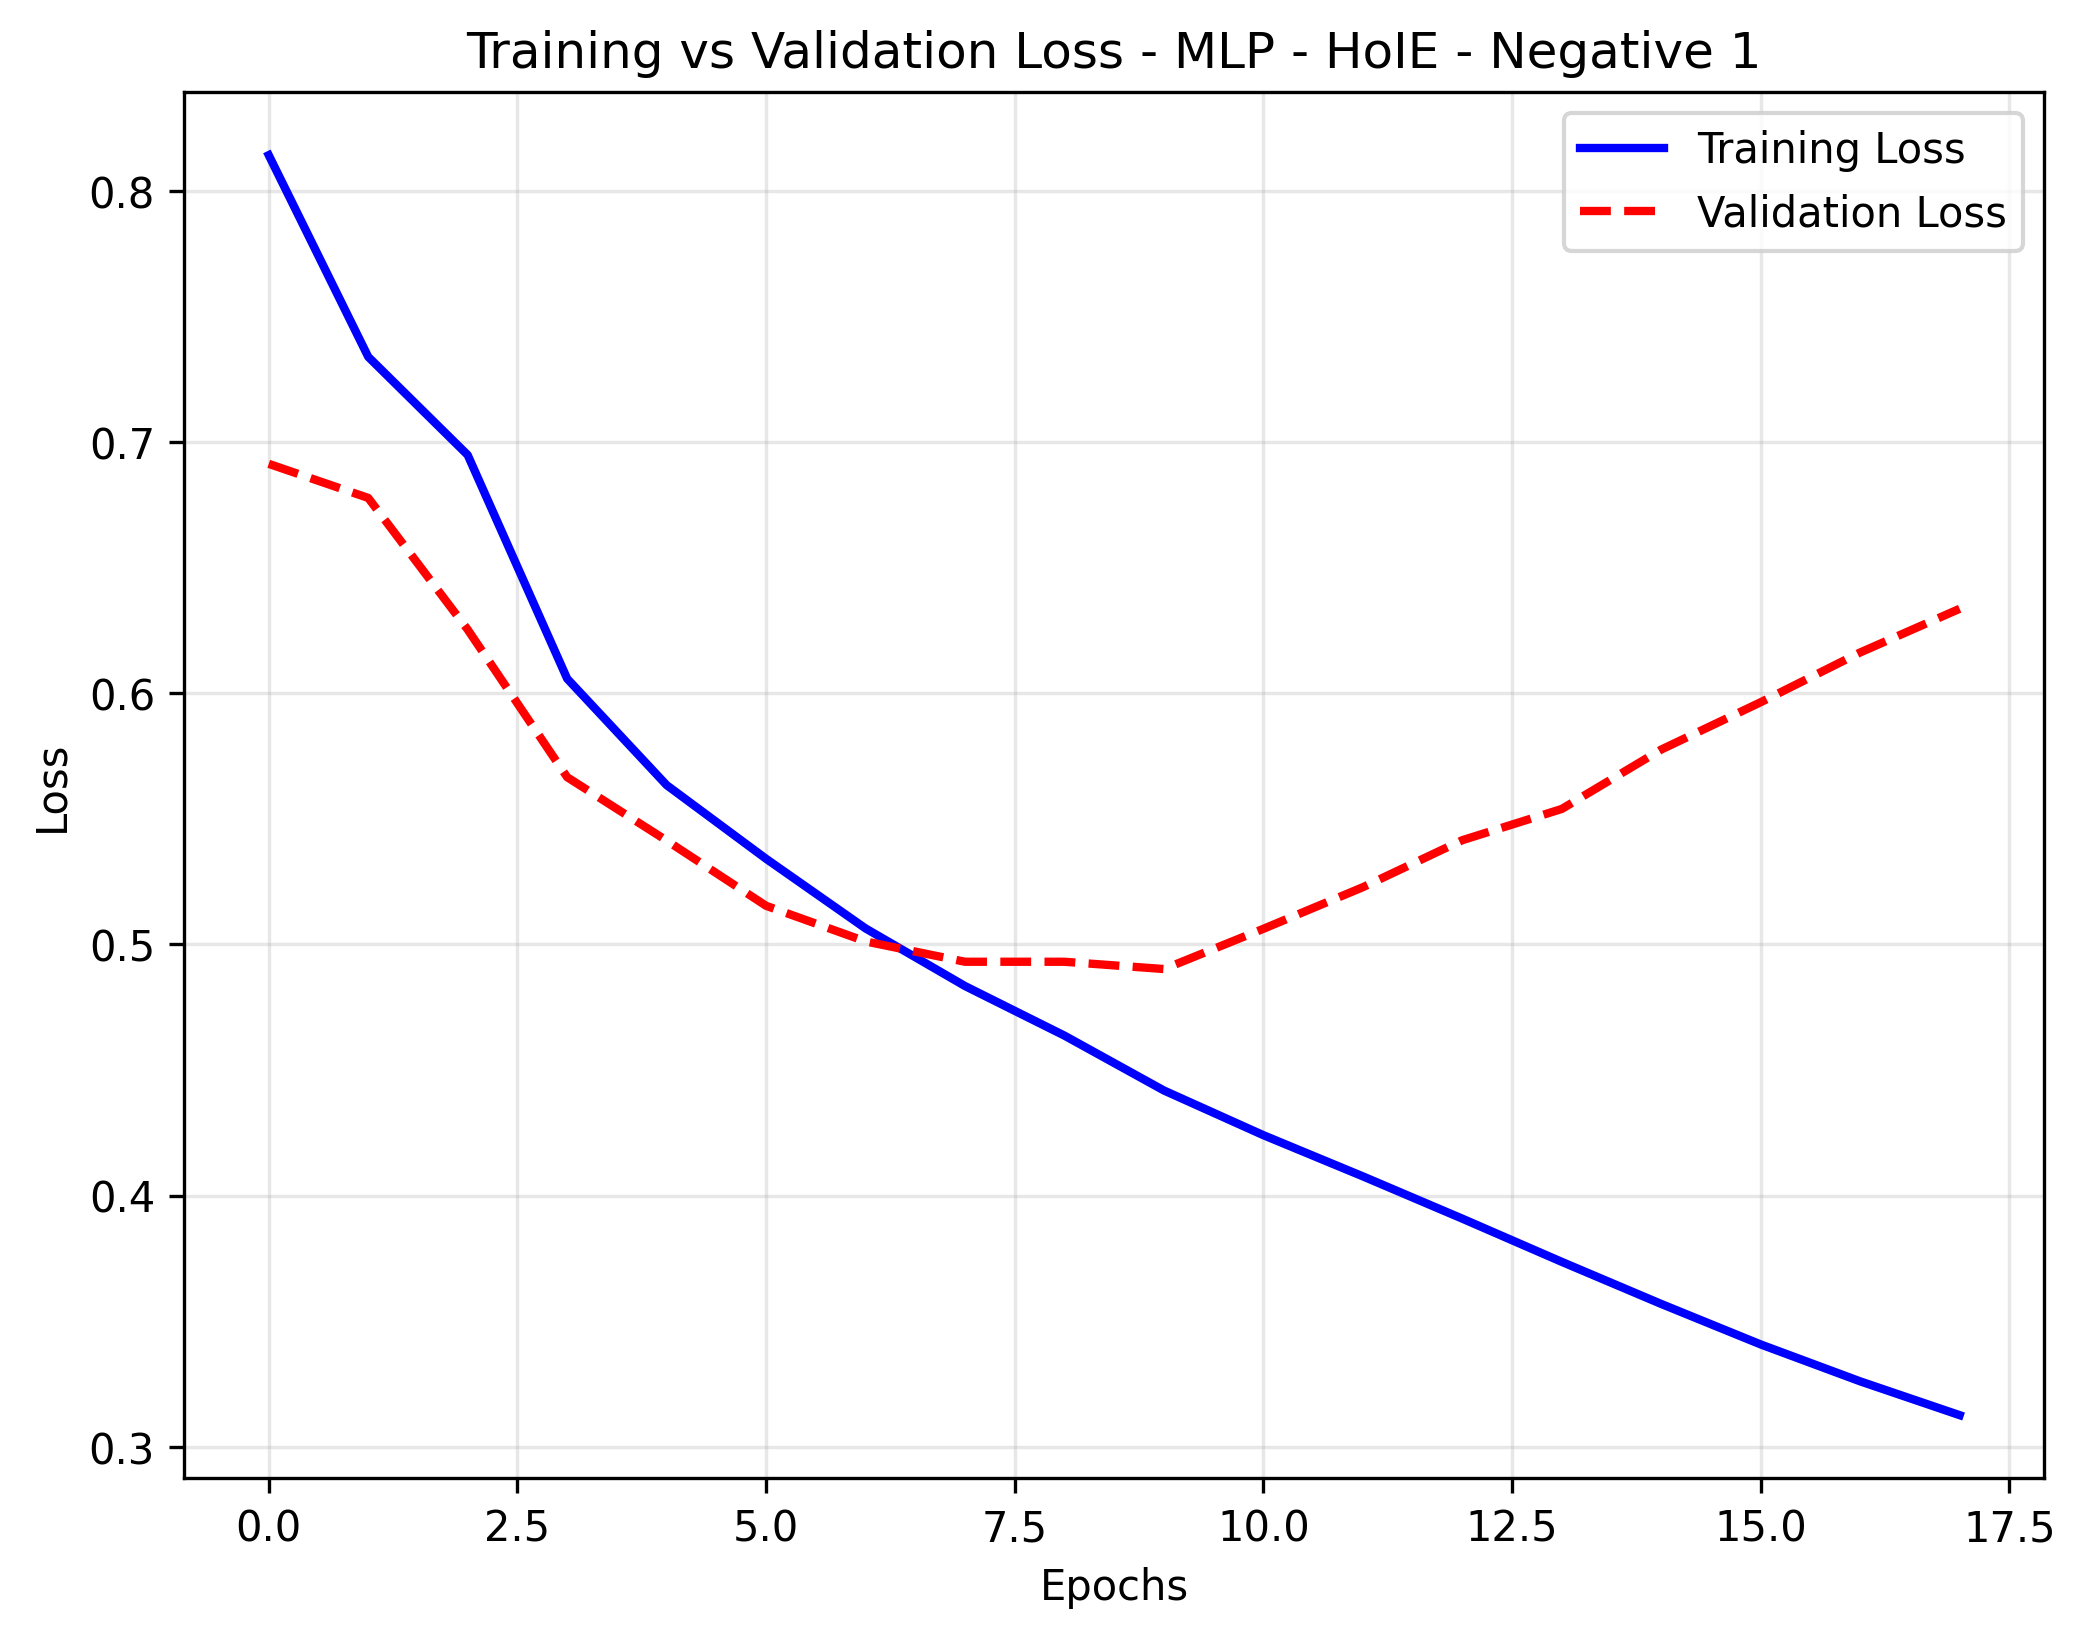 Training vs Validation Loss - MLP - HolE - Negative 1
Training Loss
Validation Loss
0.8
0.7
0.6
0.5
0.4
0.3
Loss
0.0 2.5 5.0 7.5 10.0 12.5 15.0 17.5
Epochs